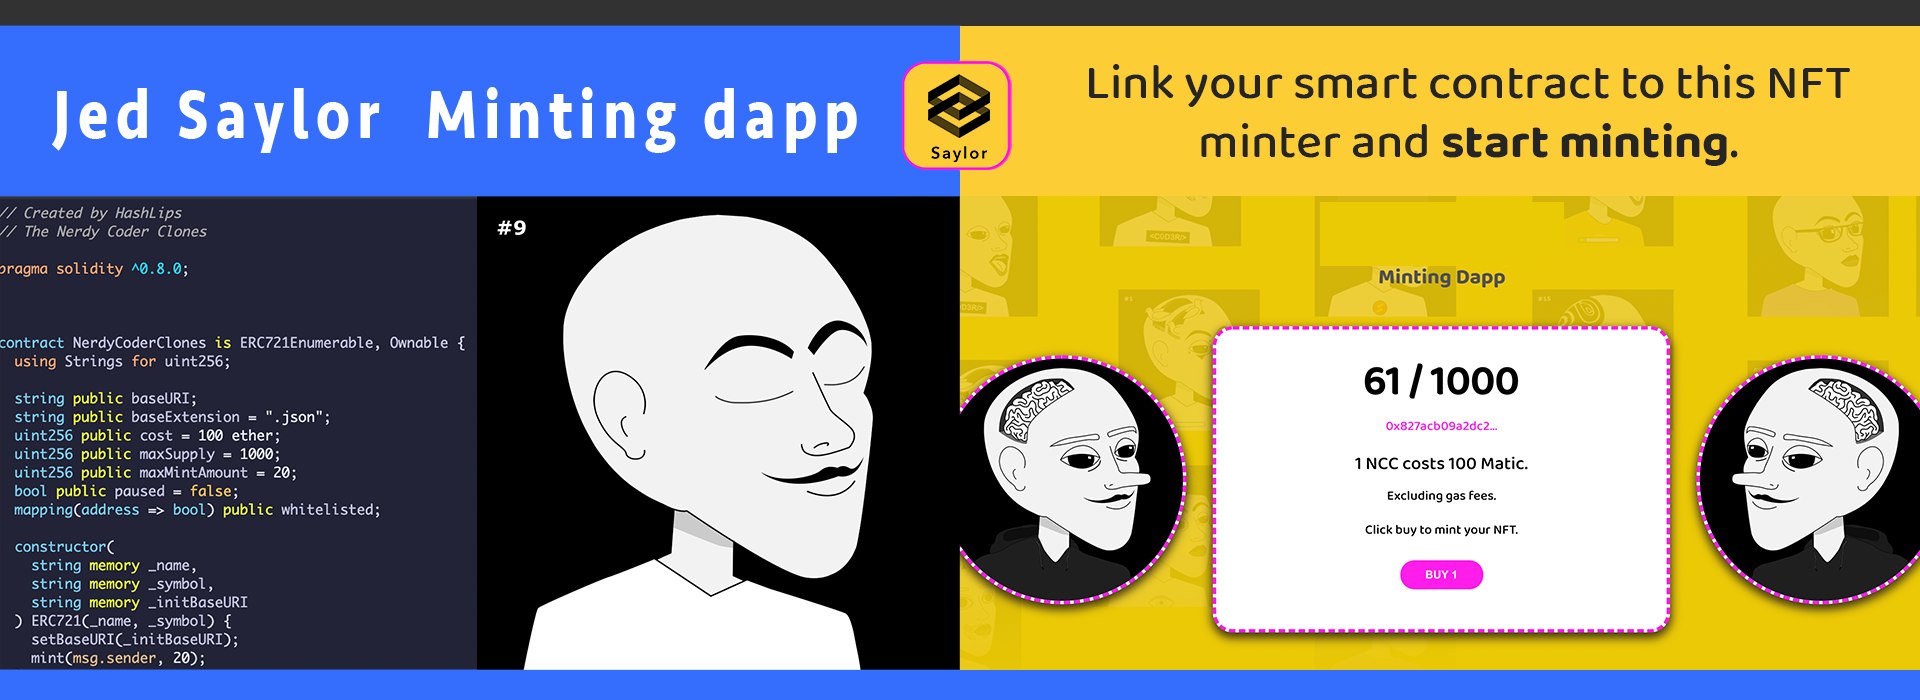 Jed Saylor Minting dapp
Saylor
Link your smart contract to this NFT
minter and start minting.
// Created by HashLips
// The Nerdy Coder Clones
pragma solidity ^0.8.0;
contract NerdyCoderClones is ERC721Enumerable, Ownable {
using Strings for uint256;
string public baseURI;
string public baseExtension = ".json";
uint256 public cost = 100 ether;
uint256 public maxSupply = 1000;
uint256 public maxMintAmount = 20;
bool public paused = false;
mapping(address => bool) public whitelisted;
constructor(
string memory _name,
string memory _symbol,
string memory _initBaseURI
) ERC721(_name, _symbol) {
setBaseURI(_initBaseURI);
mint(msg.sender, 20);
#9
<C0D3R/>
Minting Dapp
61 / 1000
0x827acb09a2dc2...
1 NCC costs 100 Matic.
Excluding gas fees.
Click buy to mint your NFT.
BUY 1